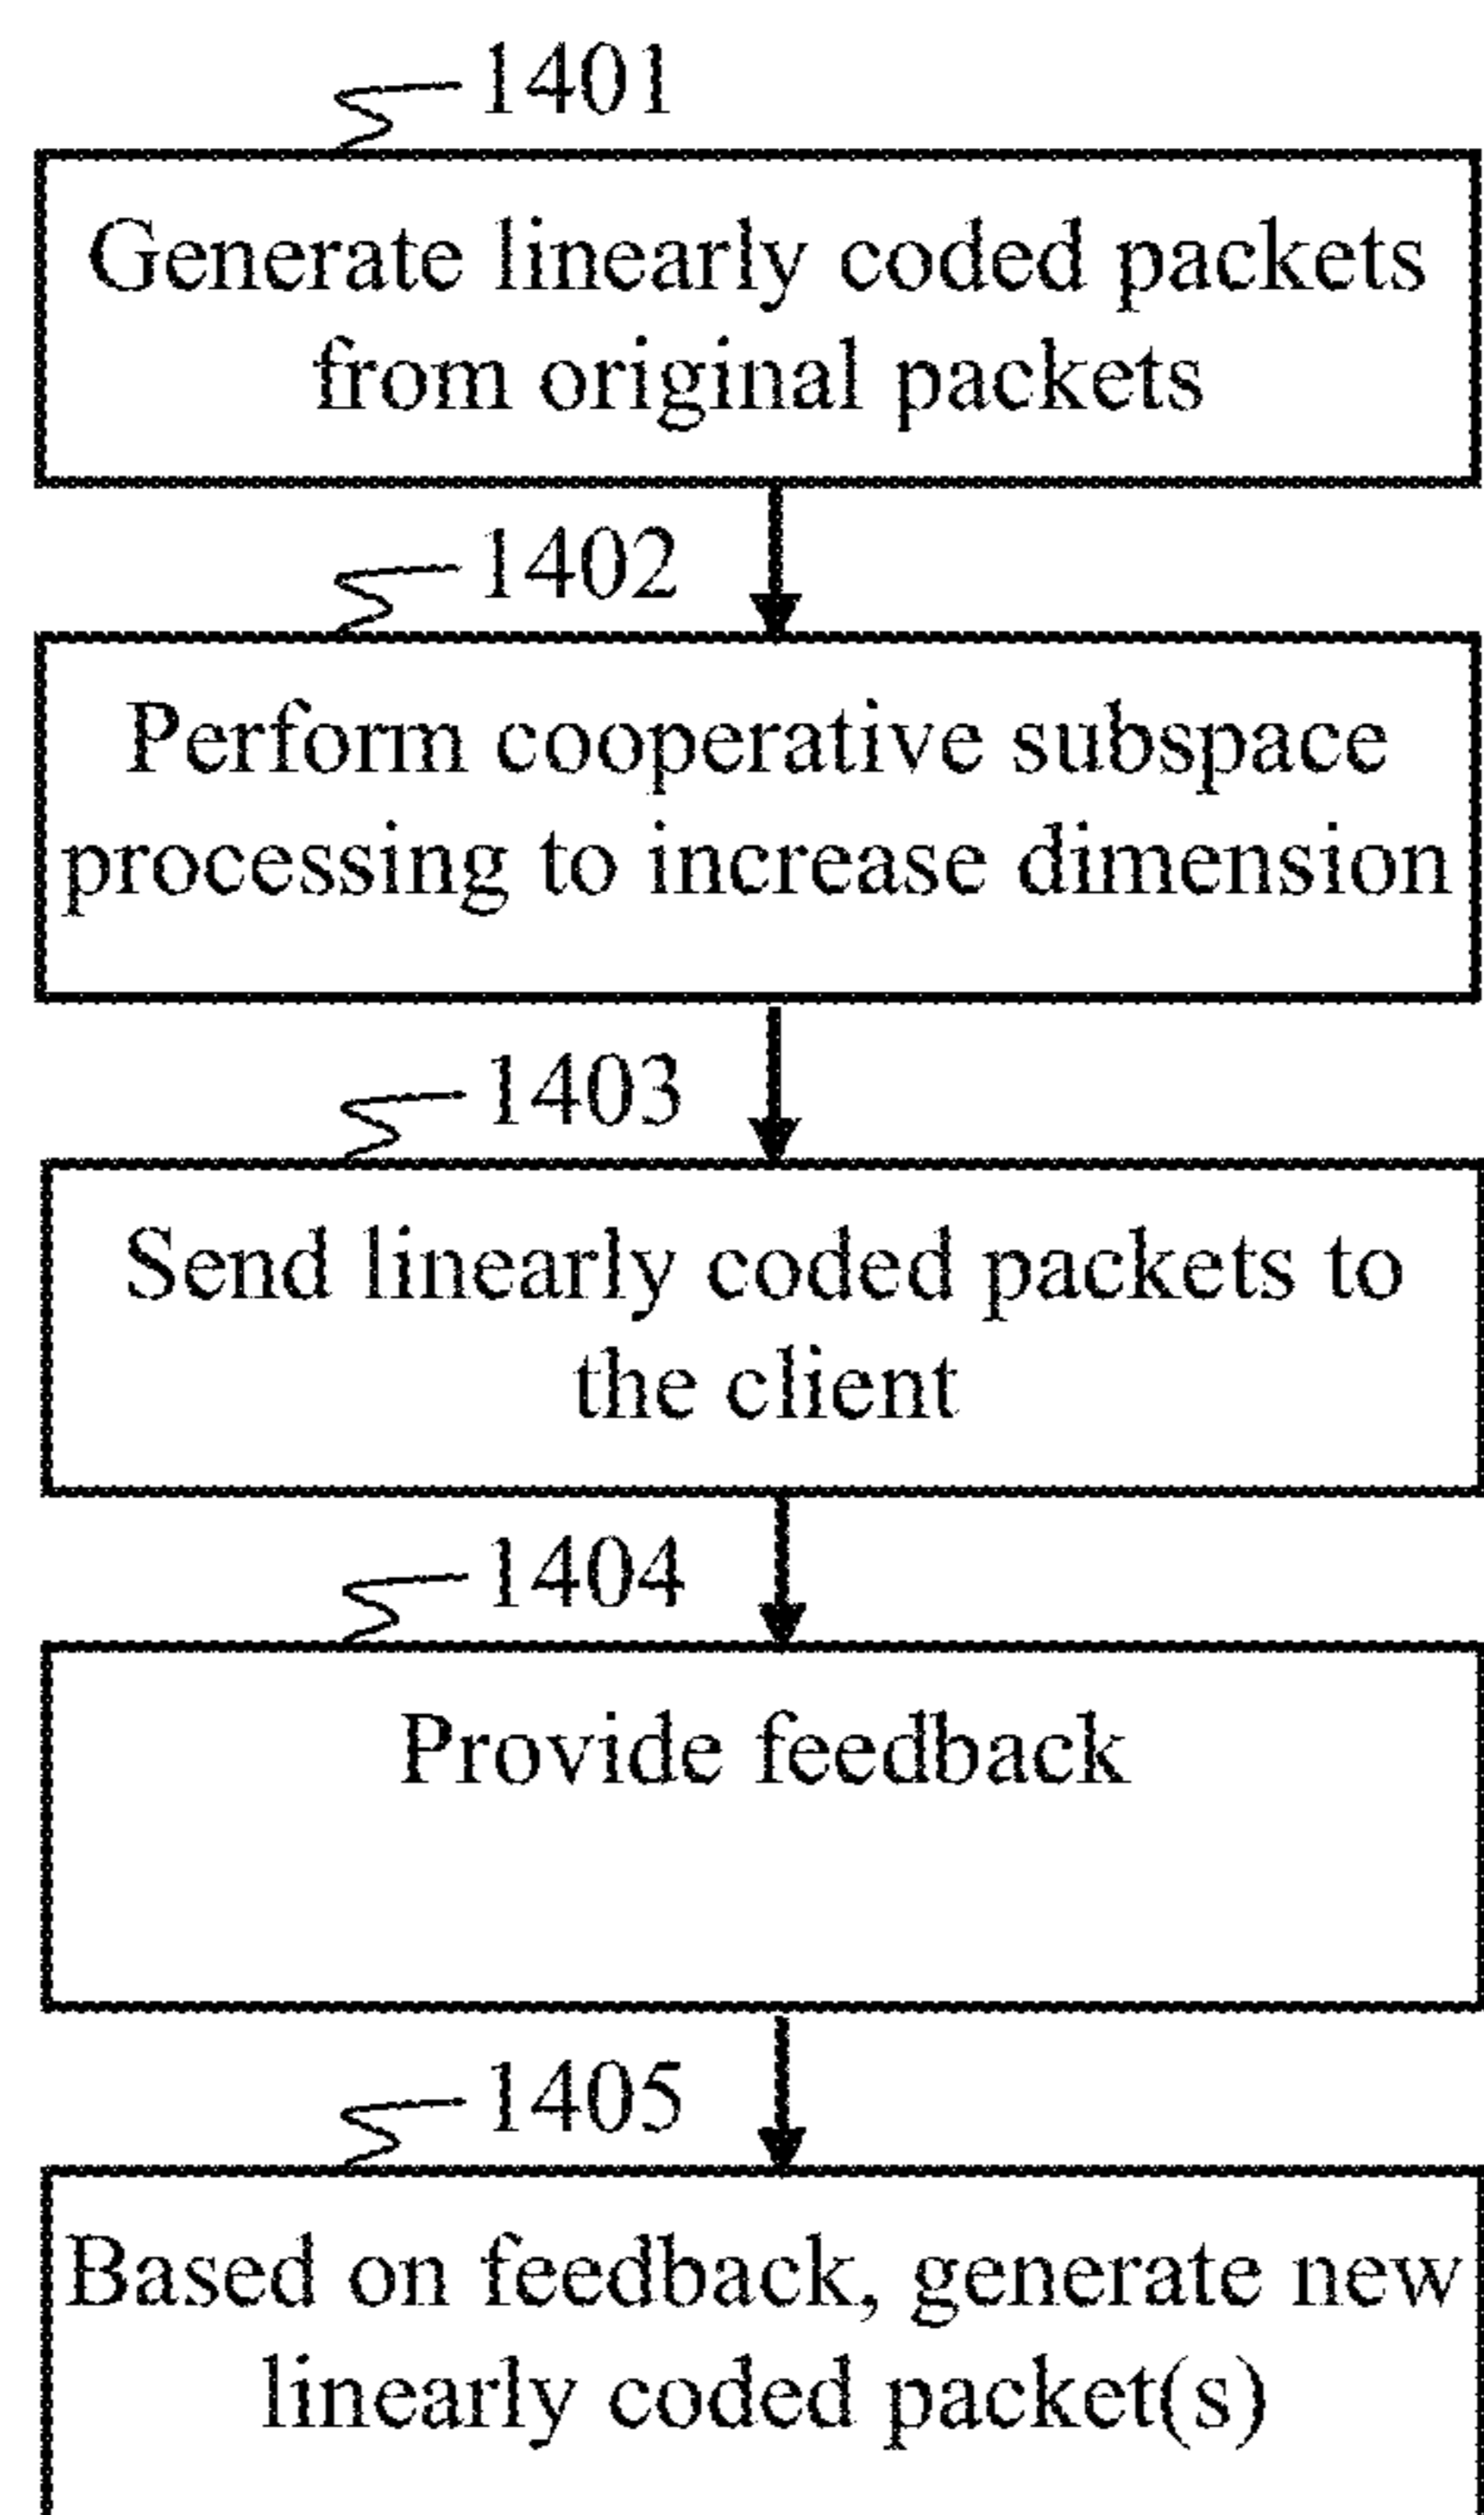 1401
Generate linearly coded packets
from original packets
1402
Perform cooperative subspace
processing to increase dimension
1403
Send linearly coded packets to
the client
1404
Provide feedback
1405
Based on feedback, generate new
linearly coded packet(s)